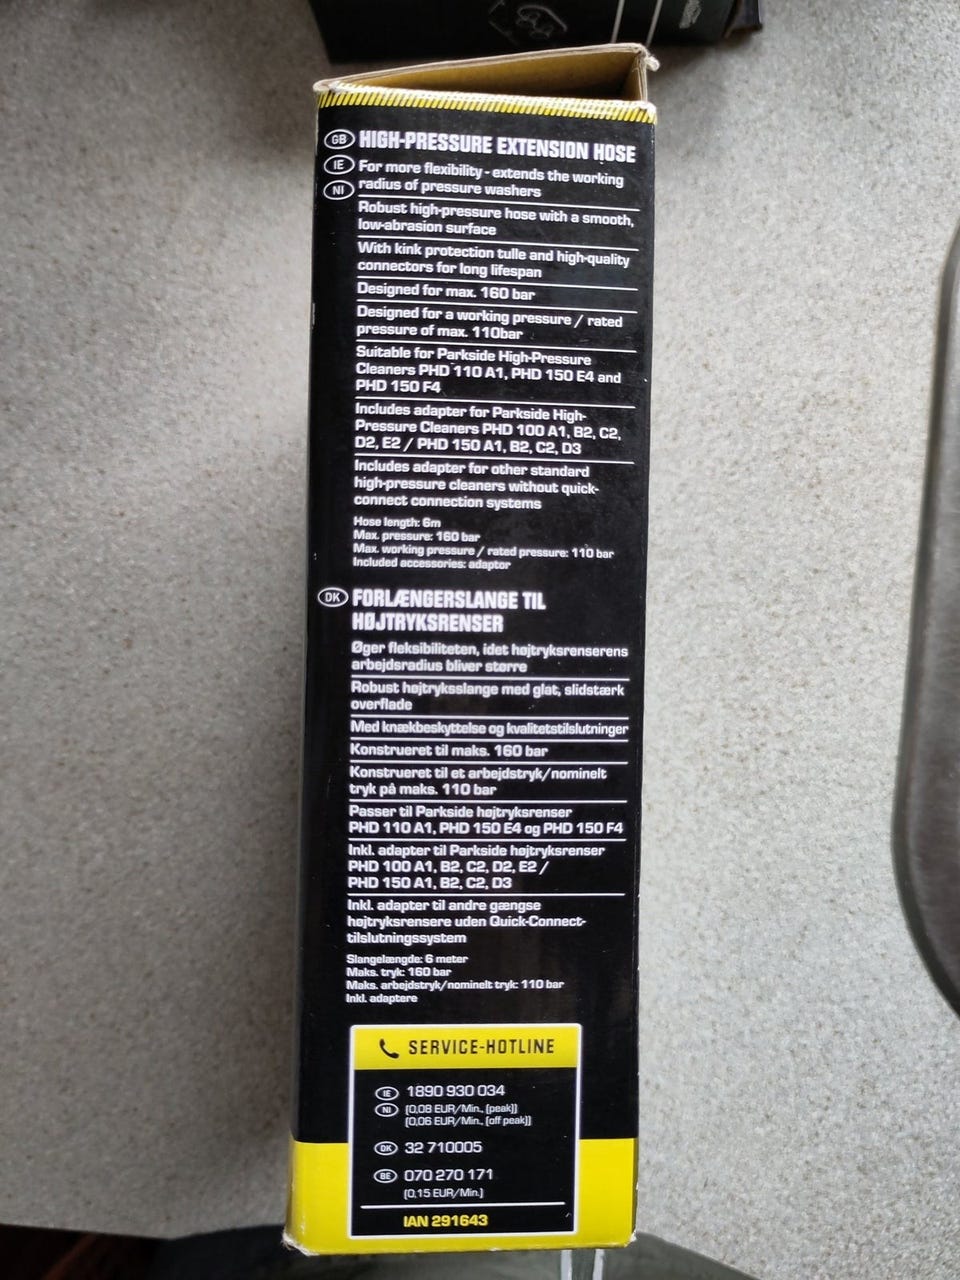 GB HIGH-PRESSURE EXTENSION HOSE
IE For more flexibility - extends the working
NI radius of pressure washers
Robust high-pressure hose with a smooth,
low-abrasion surface
With kink protection tulle and high-quality
connectors for long lifespan
Designed for max. 160 bar
Designed for a working pressure / rated
pressure of max. 110bar
Suitable for Parkside High-Pressure
Cleaners PHD 110 A1, PHD 150 E4 and
PHD 150 F4
Includes adapter for Parkside High-
Pressure Cleaners PHD 100 A1, B2, C2,
D2, E2 / PHD 150 A1, B2, C2, D3
Includes adapter for other standard
high-pressure cleaners without quick-
connect connection systems
Hose length: 6m
Max. pressure: 160 bar
Max. working pressure / rated pressure: 110 bar
Included accessories: adaptor
DK FORLÆNGERSLANGE TIL
HØJTRYKSRENSER
Øger fleksibiliteten, idet højtryksrenserens
arbejdsradius bliver større
Robust højtryksslange med glat, slidstærk
overflade
Med knækbeskyttelse og kvalitetstilslutninger
Konstrueret til maks. 160 bar
Konstrueret til et arbejdstryk/nominelt
tryk på maks. 110 bar
Passer til Parkside højtryksrenser
PHD 110 A1, PHD 150 E4 og PHD 150 F4
Inkl. adapter til Parkside højtryksrenser
PHD 100 A1, B2, C2, D2, E2 /
PHD 150 A1, B2, C2, D3
Inkl. adapter til andre gængse
højtryksrensere uden Quick-Connect-
tilslutningssystem
Slangelængde: 6 meter
Maks. tryk: 160 bar
Maks. arbejdstryk/nominelt tryk: 110 bar
Inkl. adaptere
SERVICE-HOTLINE
IE 1890 930 034
NI (0,08 EUR/Min., (peak))
(0,06 EUR/Min., (off peak))
DK 32 710005
BE 070 270 171
(0,15 EUR/Min.)
IAN 291643